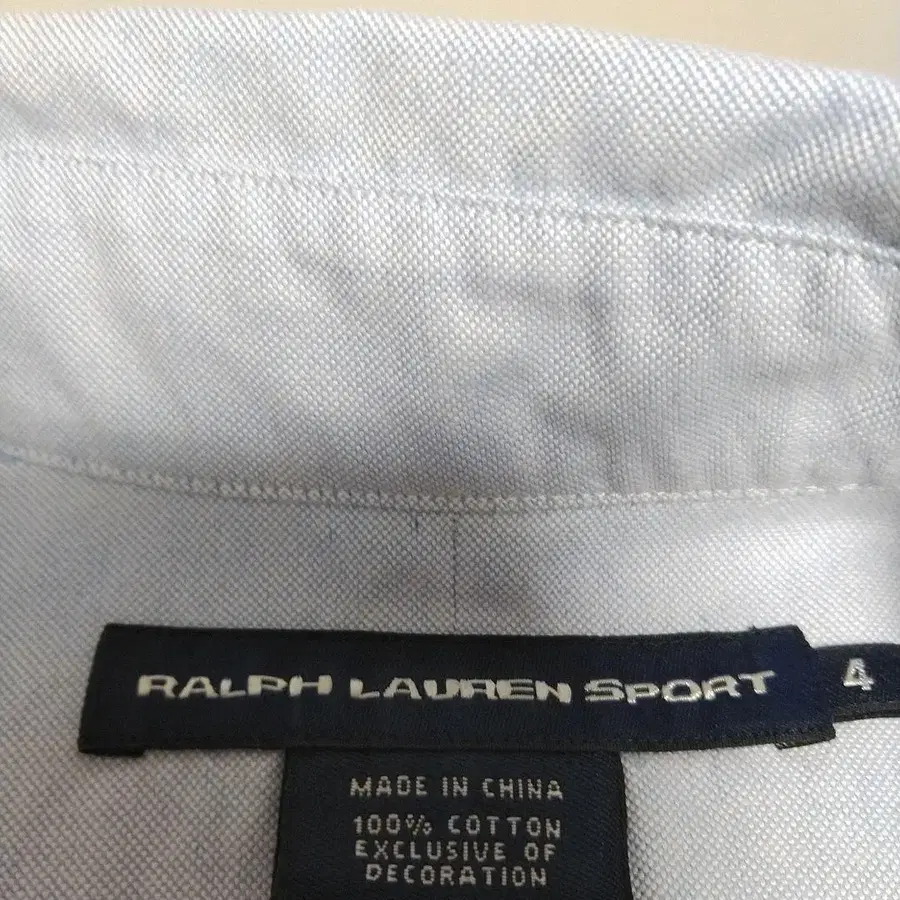 RALPH LAUREN SPORT
4
MADE IN CHINA
100% COTTON
EXCLUSIVE OF
DECORATION